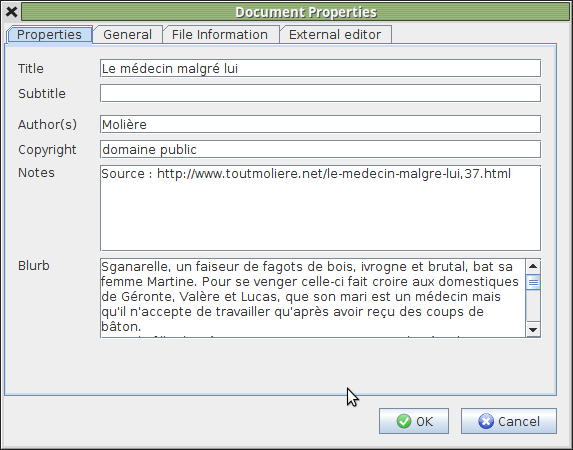 Document Properties
Properties General File Information External editor
Title Le médecin malgré lui
Subtitle
Author(s) Molière
Copyright domaine public
Notes Source : http://www.toutmoliere.net/le-medecin-malgre-lui,37.html
Blurb Sganarelle, un faiseur de fagots de bois, ivrogne et brutal, bat sa
femme Martine. Pour se venger celle-ci fait croire aux domestiques
de Géronte, Valère et Lucas, que son mari est un médecin mais
qu'il n'accepte de travailler qu'après avoir reçu des coups de
bâton.
OK Cancel